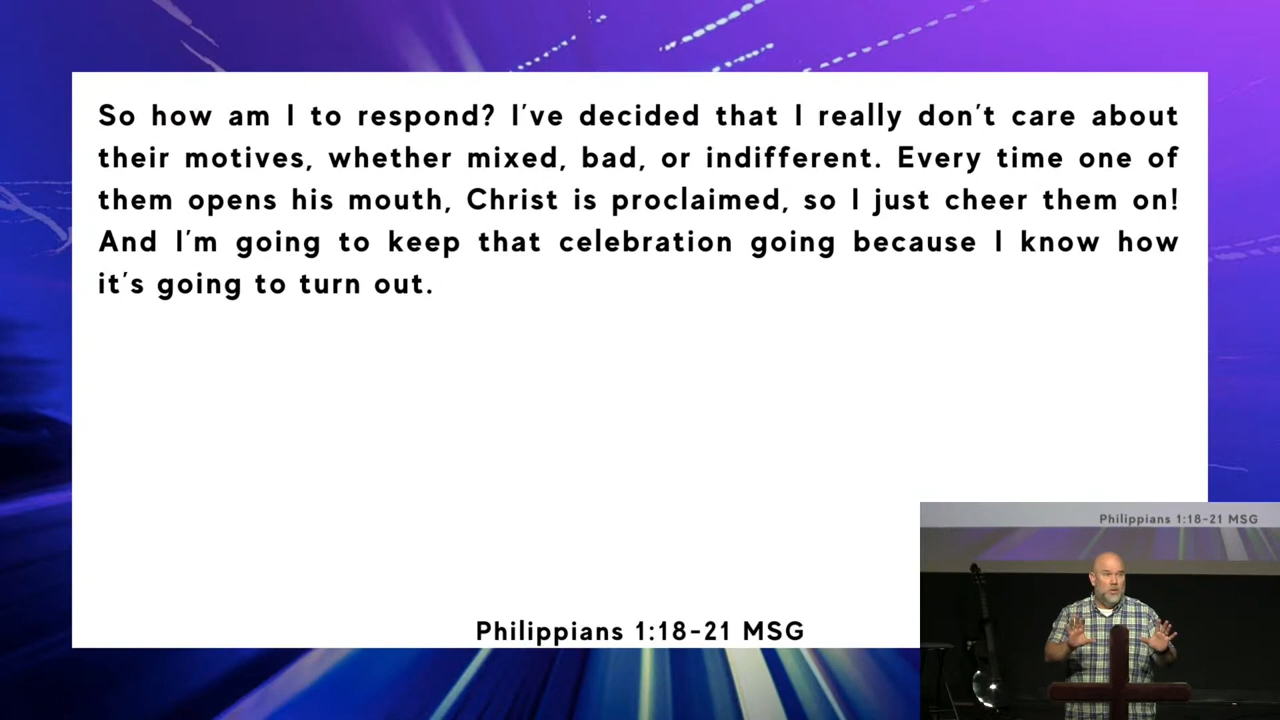 So how am I to respond? I've decided that I really don't care about
their motives, whether mixed, bad, or indifferent. Every time one of
them opens his mouth, Christ is proclaimed, so I just cheer them on!
And I'm going to keep that celebration going because I know how
it's going to turn out.
Philippians 1:18-21 MSG
Philippians 1:18-21 MSG